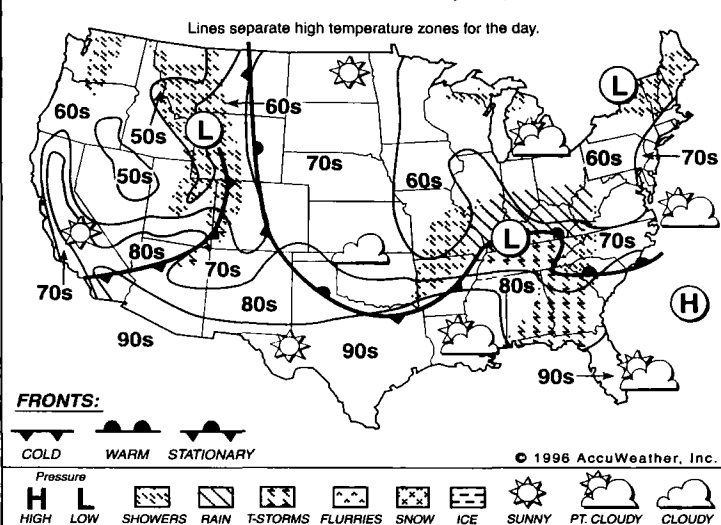 Lines separate high temperature zones for the day.
L
60s
60s
50s
L
70s
60s
60s
70s
50s
L
70s
80s
70s
80s
80s
70s
H
90s
90s
90s
FRONTS:
COLD WARM STATIONARY
© 1996 AccuWeather, Inc.
Pressure
H L
HIGH LOW SHOWERS RAIN T-STORMS FLURRIES SNOW ICE SUNNY PT. CLOUDY CLOUDY